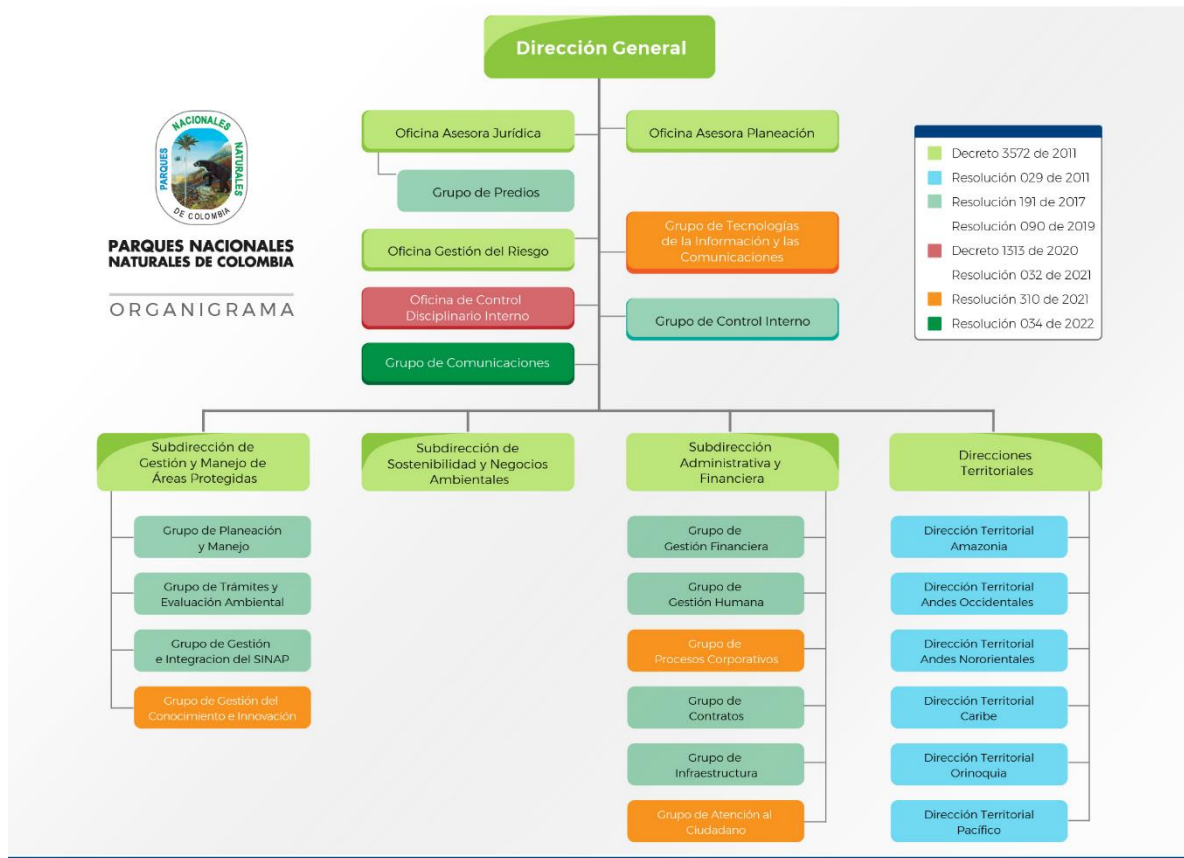 Dirección General
Oficina Asesora Jurídica
Oficina Asesora Planeación
Grupo de Predios
Oficina Gestión del Riesgo
Grupo de Tecnologías
de la Información y las
Comunicaciones
Oficina de Control
Disciplinario Interno
Grupo de Control Interno
Grupo de Comunicaciones
PARQUES
NACIONALES
NATURALES
DE COLOMBIA
PARQUES NACIONALES
NATURALES DE COLOMBIA
ORGANIGRAMA
Decreto 3572 de 2011
Resolución 029 de 2011
Resolución 191 de 2017
Resolución 090 de 2019
Decreto 1313 de 2020
Resolución 032 de 2021
Resolución 310 de 2021
Resolución 034 de 2022
Subdirección de
Gestión y Manejo de
Áreas Protegidas
Grupo de Planeación
y Manejo
Grupo de Trámites y
Evaluación Ambiental
Grupo de Gestión
e Integracion del SINAP
Grupo de Gestión del
Conocimiento e Innovación
Subdirección de
Sostenibilidad y Negocios
Ambientales
Subdirección
Administrativa y
Financiera
Grupo de
Gestión Financiera
Grupo de
Gestión Humana
Grupo de
Procesos Corporativos
Grupo de
Contratos
Grupo de
Infraestructura
Grupo de Atención al
Ciudadano
Direcciones
Territoriales
Dirección Territorial
Amazonia
Dirección Territorial
Andes Occidentales
Dirección Territorial
Andes Nororientales
Dirección Territorial
Caribe
Dirección Territorial
Orinoquia
Dirección Territorial
Pacífico